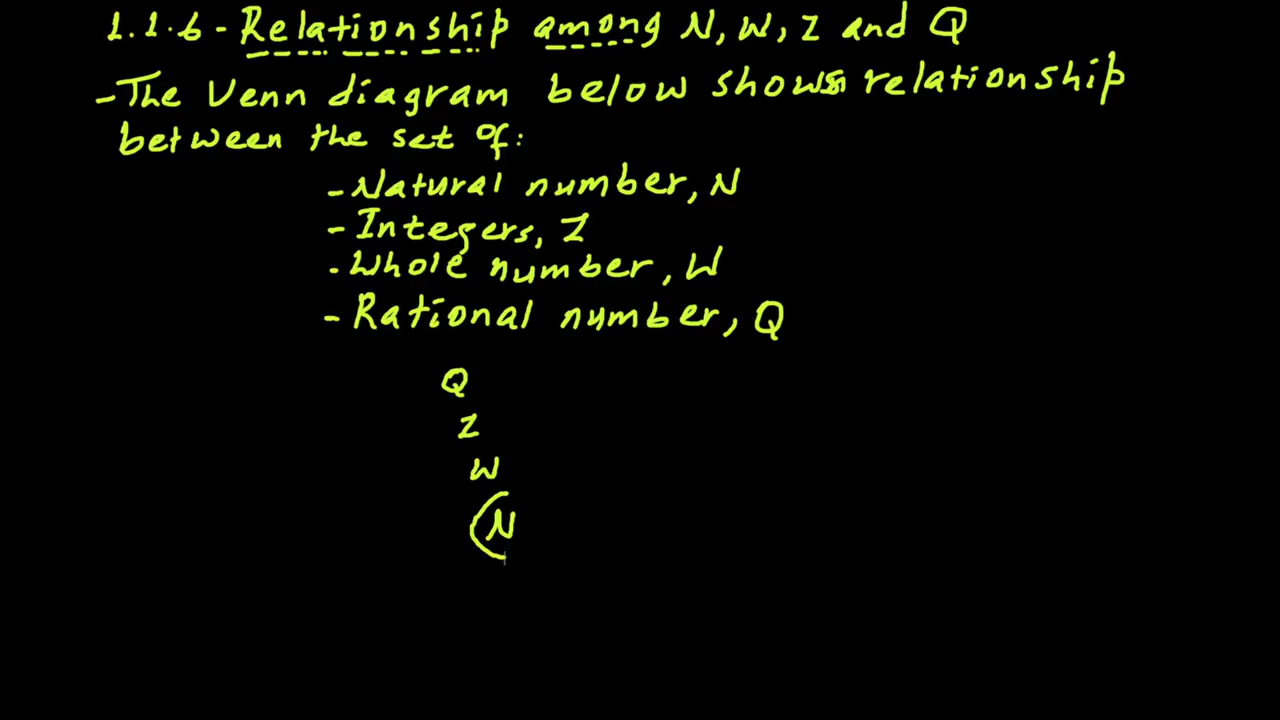 1.1.6 - Relationship among N, W, Z and Q
- The Venn diagram below shows relationship
between the set of:
- Natural number, N
- Integers, Z
- Whole number, W
- Rational number, Q
Q
Z
W
N